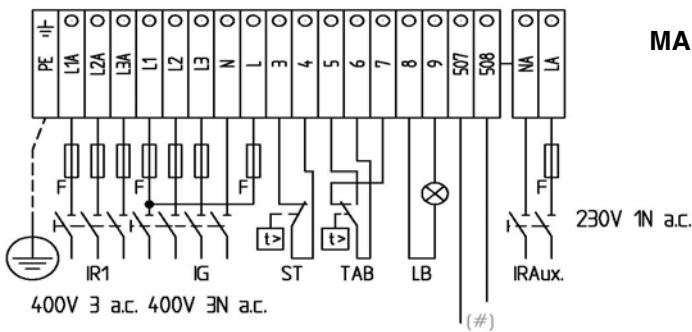 MA
PE L1A L2A L3A L1 L2 L3 N L 3 4 5 6 7 8 9 507 508 NA LA
F F F F
t> t>
230V 1N a.c.
IR1 IG ST TAB LB IRAux.
400V 3 a.c. 400V 3N a.c.
(#)